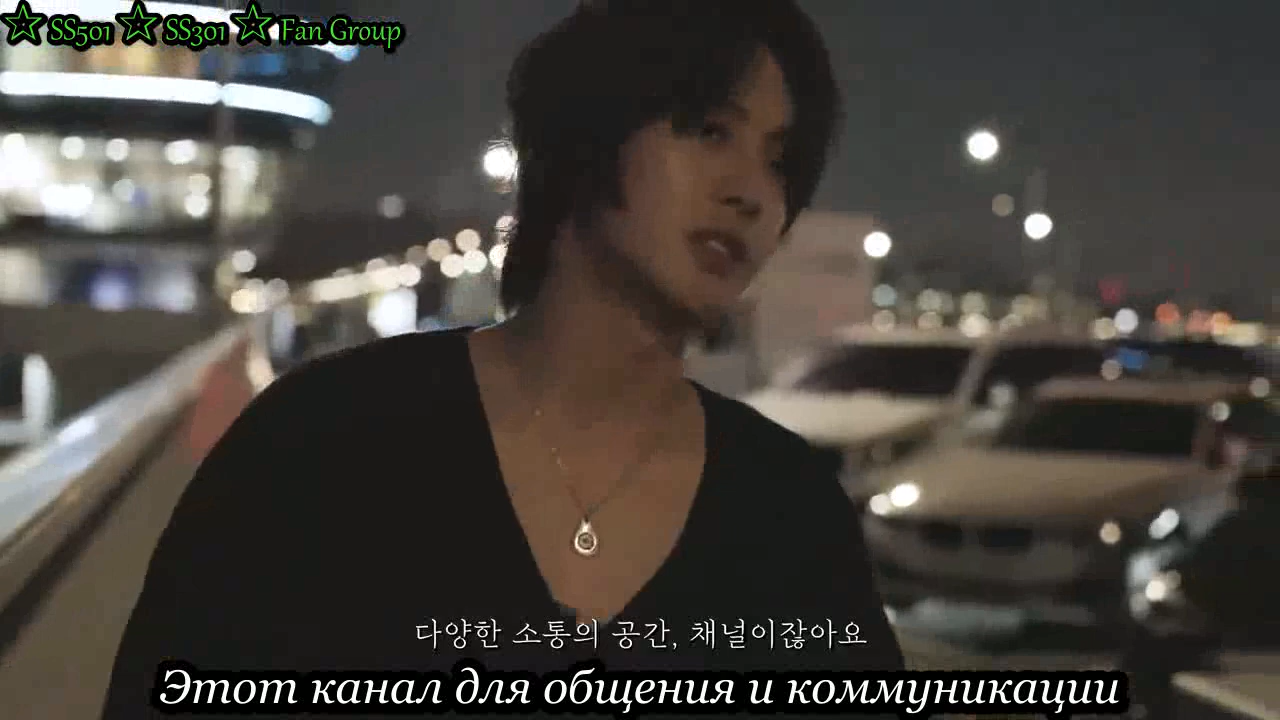 ☆ SS501 ☆ SS301 ☆ Fan Group
다양한 소통의 공간, 채널이잖아요
Этот канал для общения и коммуникации